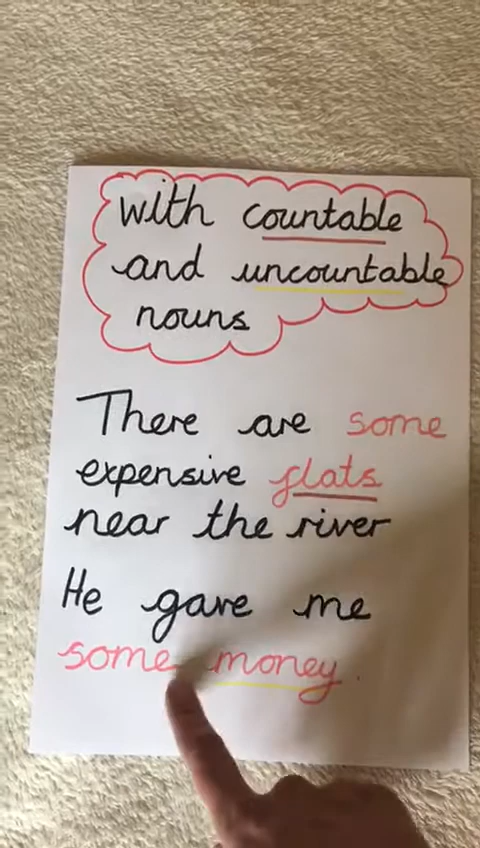 with countable
and uncountable
nouns
There are some
expensive flats
near the river
He gave me
some money.